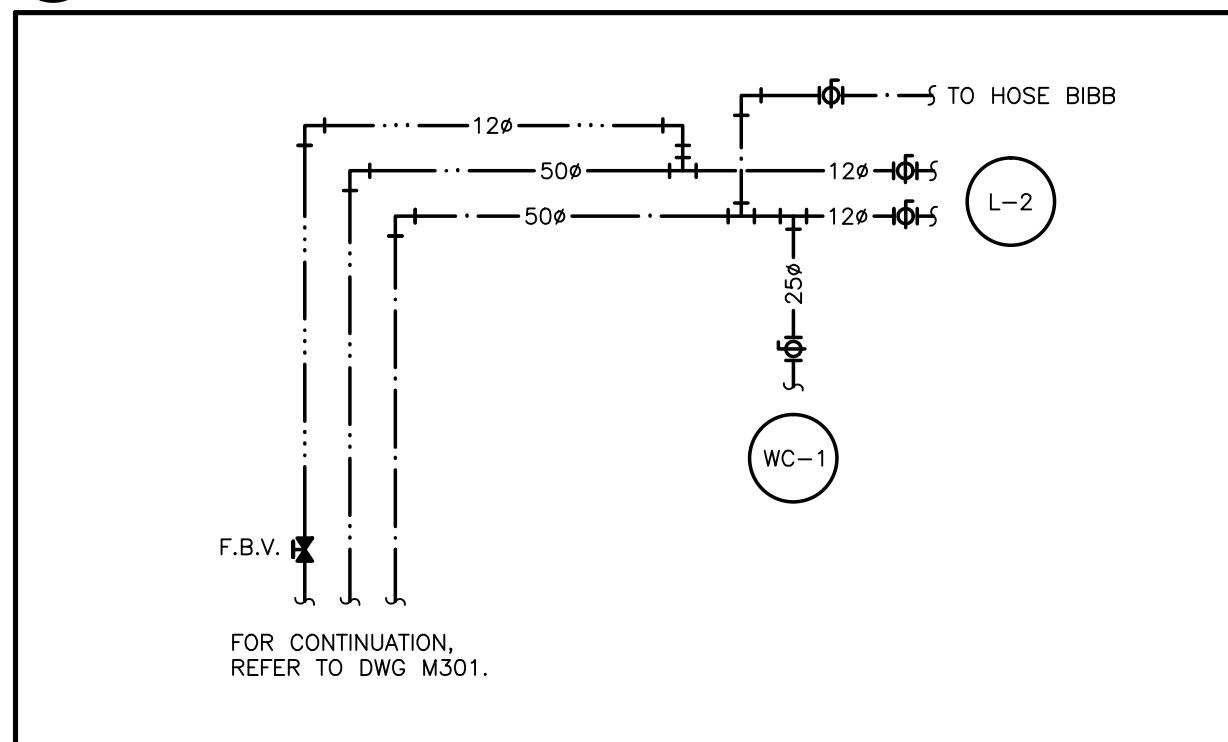 TO HOSE BIBB
12ø
50ø
12ø
50ø
12ø
L-2
25ø
WC-1
F.B.V.
FOR CONTINUATION,
REFER TO DWG M301.